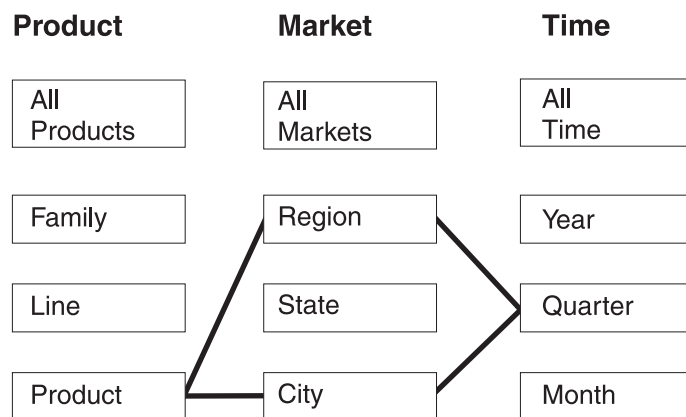 Product
Market
Time
All
Products
All
Markets
All
Time
Family
Region
Year
Line
State
Quarter
Product
City
Month